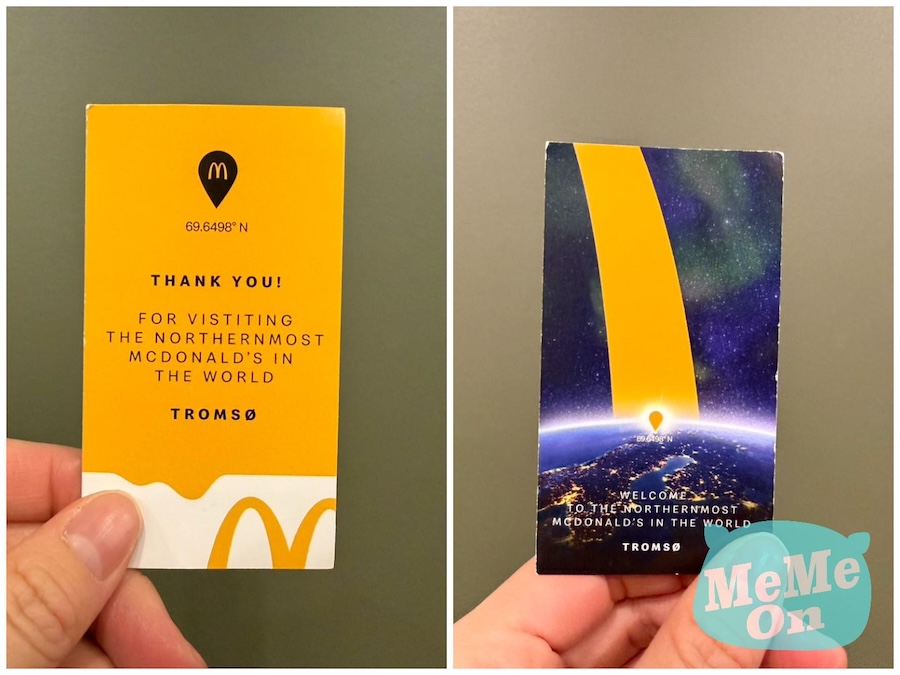 69.6498° N
THANK YOU!
FOR VISTITING
THE NORTHERNMOST
MCDONALD'S IN
THE WORLD
TROMSØ
69.6498° N
WELCOME
TO THE NORTHERNMOST
MCDONALD'S IN THE WORLD
TROMSØ
MeMe
On